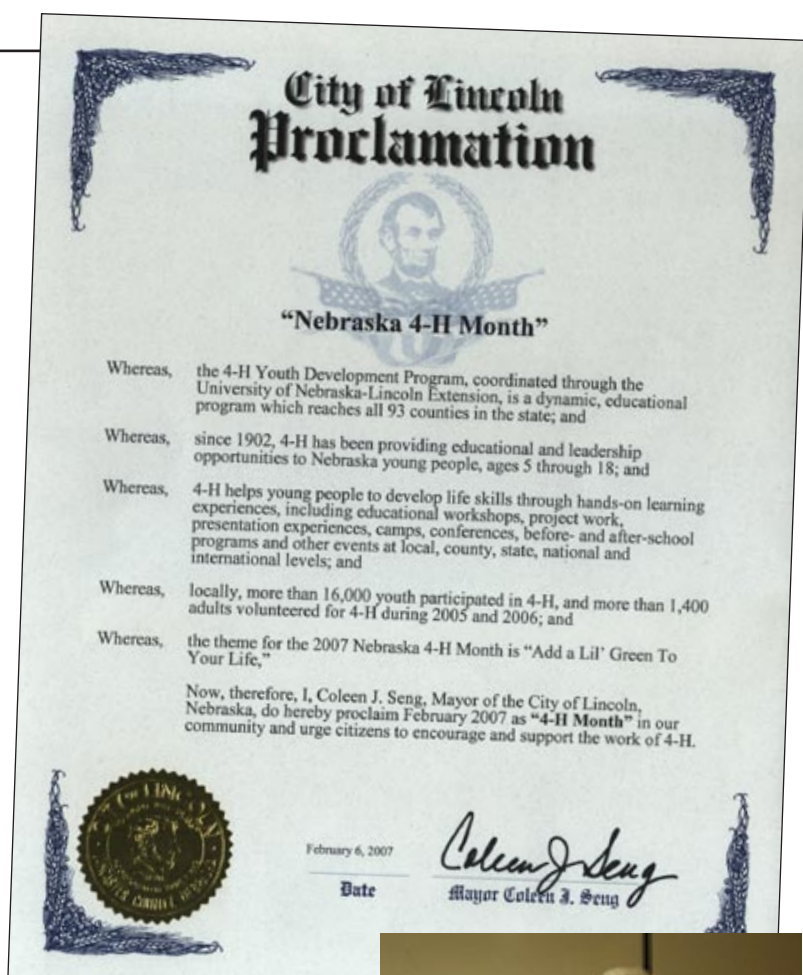 City of Lincoln
Proclamation
“Nebraska 4-H Month”
Whereas, the 4-H Youth Development Program, coordinated through the
University of Nebraska-Lincoln Extension, is a dynamic, educational
program which reaches all 93 counties in the state; and
Whereas, since 1902, 4-H has been providing educational and leadership
opportunities to Nebraska young people, ages 5 through 18; and
Whereas, 4-H helps young people to develop life skills through hands-on learning
experiences, including educational workshops, project work,
presentation experiences, camps, conferences, before- and after-school
programs and other events at local, county, state, national and
international levels; and
Whereas, locally, more than 16,000 youth participated in 4-H, and more than 1,400
adults volunteered for 4-H during 2005 and 2006; and
Whereas, the theme for the 2007 Nebraska 4-H Month is “Add a Lil’ Green To
Your Life,”
Now, therefore, I, Coleen J. Seng, Mayor of the City of Lincoln,
Nebraska, do hereby proclaim February 2007 as “4-H Month” in our
community and urge citizens to encourage and support the work of 4-H.
LINCOLN
February 6, 2007
Coleen J Seng
Date
Mayor Coleen J. Seng